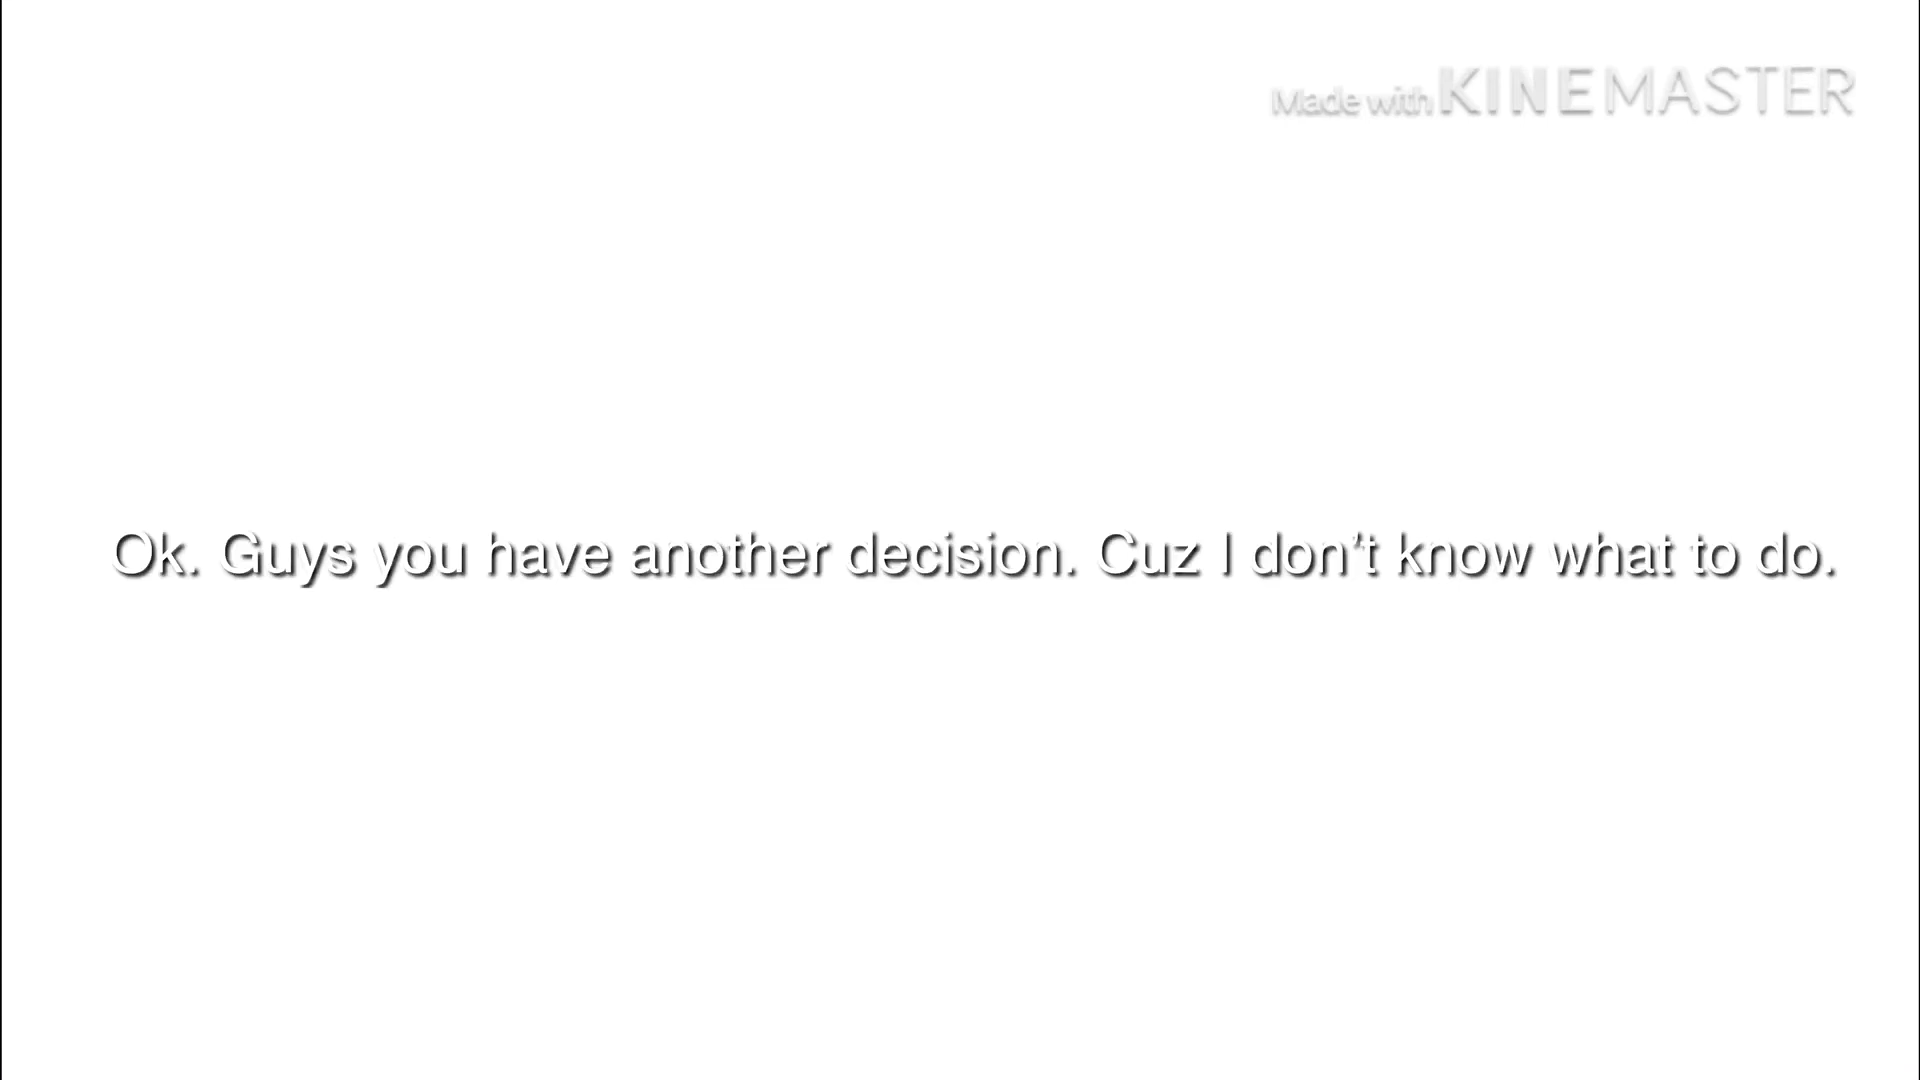 Made with KINEMASTER
Ok. Guys you have another decision. Cuz I don't know what to do.